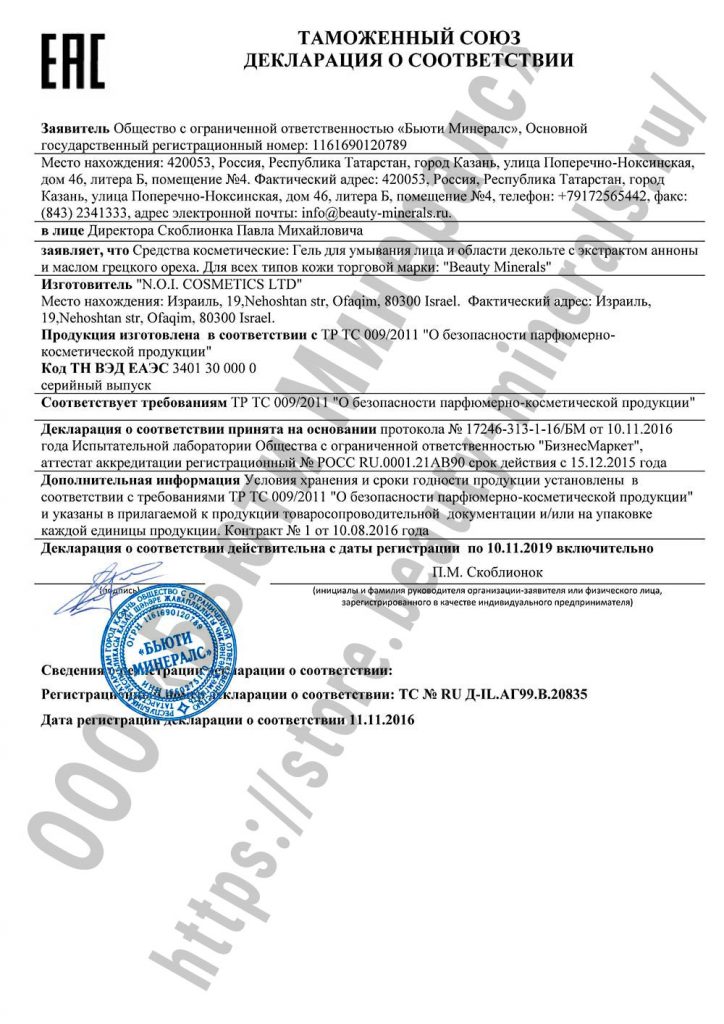 ЕАС
ТАМОЖЕННЫЙ СОЮЗ
ДЕКЛАРАЦИЯ О СООТВЕТСТВИИ
Заявитель Общество с ограниченной ответственностью «Бьюти Минералс», Основной
государственный регистрационный номер: 1161690120789
Место нахождения: 420053, Россия, Республика Татарстан, город Казань, улица Поперечно-Ноксинская,
дом 46, литера Б, помещение №4. Фактический адрес: 420053, Россия, Республика Татарстан, город
Казань, улица Поперечно-Ноксинская, дом 46, литера Б, помещение №4, телефон: +79172565442, факс:
(843) 2341333, адрес электронной почты: info@beauty-minerals.ru.
в лице Директора Скоблионка Павла Михайловича
заявляет, что Средства косметические: Гель для умывания лица и области декольте с экстрактом анноны
и маслом грецкого ореха. Для всех типов кожи торговой марки: "Beauty Minerals"
Изготовитель "N.O.I. COSMETICS LTD"
Место нахождения: Израиль, 19,Nehoshtan str, Ofaqim, 80300 Israel. Фактический адрес: Израиль,
19,Nehoshtan str, Ofaqim, 80300 Israel.
Продукция изготовлена в соответствии с ТР ТС 009/2011 "О безопасности парфюмерно-
косметической продукции"
Код ТН ВЭД ЕАЭС 3401 30 000 0
серийный выпуск
Соответствует требованиям ТР ТС 009/2011 "О безопасности парфюмерно-косметической продукции"
Декларация о соответствии принята на основании протокола № 17246-313-1-16/БМ от 10.11.2016
года Испытательной лаборатории Общества с ограниченной ответственностью "БизнесМаркет",
аттестат аккредитации регистрационный № РОСС RU.0001.21АВ90 срок действия с 15.12.2015 года
Дополнительная информация Условия хранения и сроки годности продукции установлены в
соответствии с требованиями ТР ТС 009/2011 "О безопасности парфюмерно-косметической продукции"
и указаны в прилагаемой к продукции товаросопроводительной документации и/или на упаковке
каждой единицы продукции. Контракт № 1 от 10.08.2016 года
Декларация о соответствии действительна с даты регистрации по 10.11.2019 включительно
П.М. Скоблионок
(подпись)
(инициалы и фамилия руководителя организации-заявителя или физического лица,
зарегистрированного в качестве индивидуального предпринимателя)
ОГРН 1161690120789
«БЬЮТИ
МИНЕРАЛС»
Сведения о регистрации декларации о соответствии:
Регистрационный номер декларации о соответствии: ТС № RU Д-IL.АГ99.В.20835
Дата регистрации декларации о соответствии 11.11.2016
ООО «Бьюти Минералс»
https://store.beauty-minerals.ru/